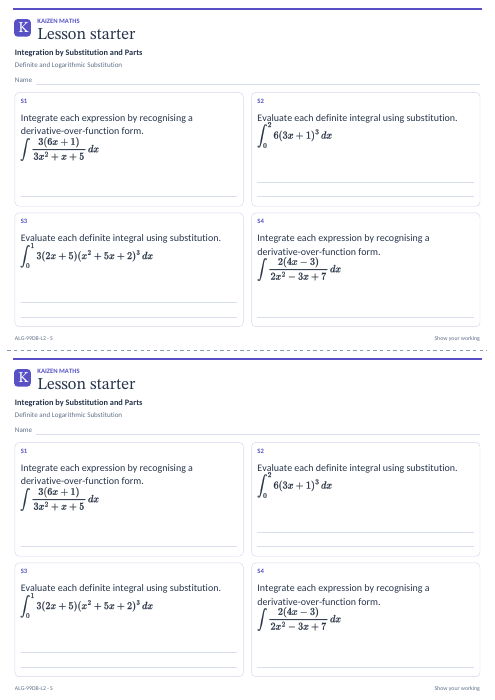 K
KAIZEN MATHS
Lesson starter
Integration by Substitution and Parts
Definite and Logarithmic Substitution
Name
S1
Integrate each expression by recognising a
derivative-over-function form.
∫ 3(6x + 1)/(3x² + x + 5) dx
S2
Evaluate each definite integral using substitution.
∫₀² 6(3x + 1)³ dx
S3
Evaluate each definite integral using substitution.
∫₀¹ 3(2x + 5)(x² + 5x + 2)³ dx
S4
Integrate each expression by recognising a
derivative-over-function form.
∫ 2(4x − 3)/(2x² − 3x + 7) dx
ALG-99DB-L2 · S
Show your working
K
KAIZEN MATHS
Lesson starter
Integration by Substitution and Parts
Definite and Logarithmic Substitution
Name
S1
Integrate each expression by recognising a
derivative-over-function form.
∫ 3(6x + 1)/(3x² + x + 5) dx
S2
Evaluate each definite integral using substitution.
∫₀² 6(3x + 1)³ dx
S3
Evaluate each definite integral using substitution.
∫₀¹ 3(2x + 5)(x² + 5x + 2)³ dx
S4
Integrate each expression by recognising a
derivative-over-function form.
∫ 2(4x − 3)/(2x² − 3x + 7) dx
ALG-99DB-L2 · S
Show your working